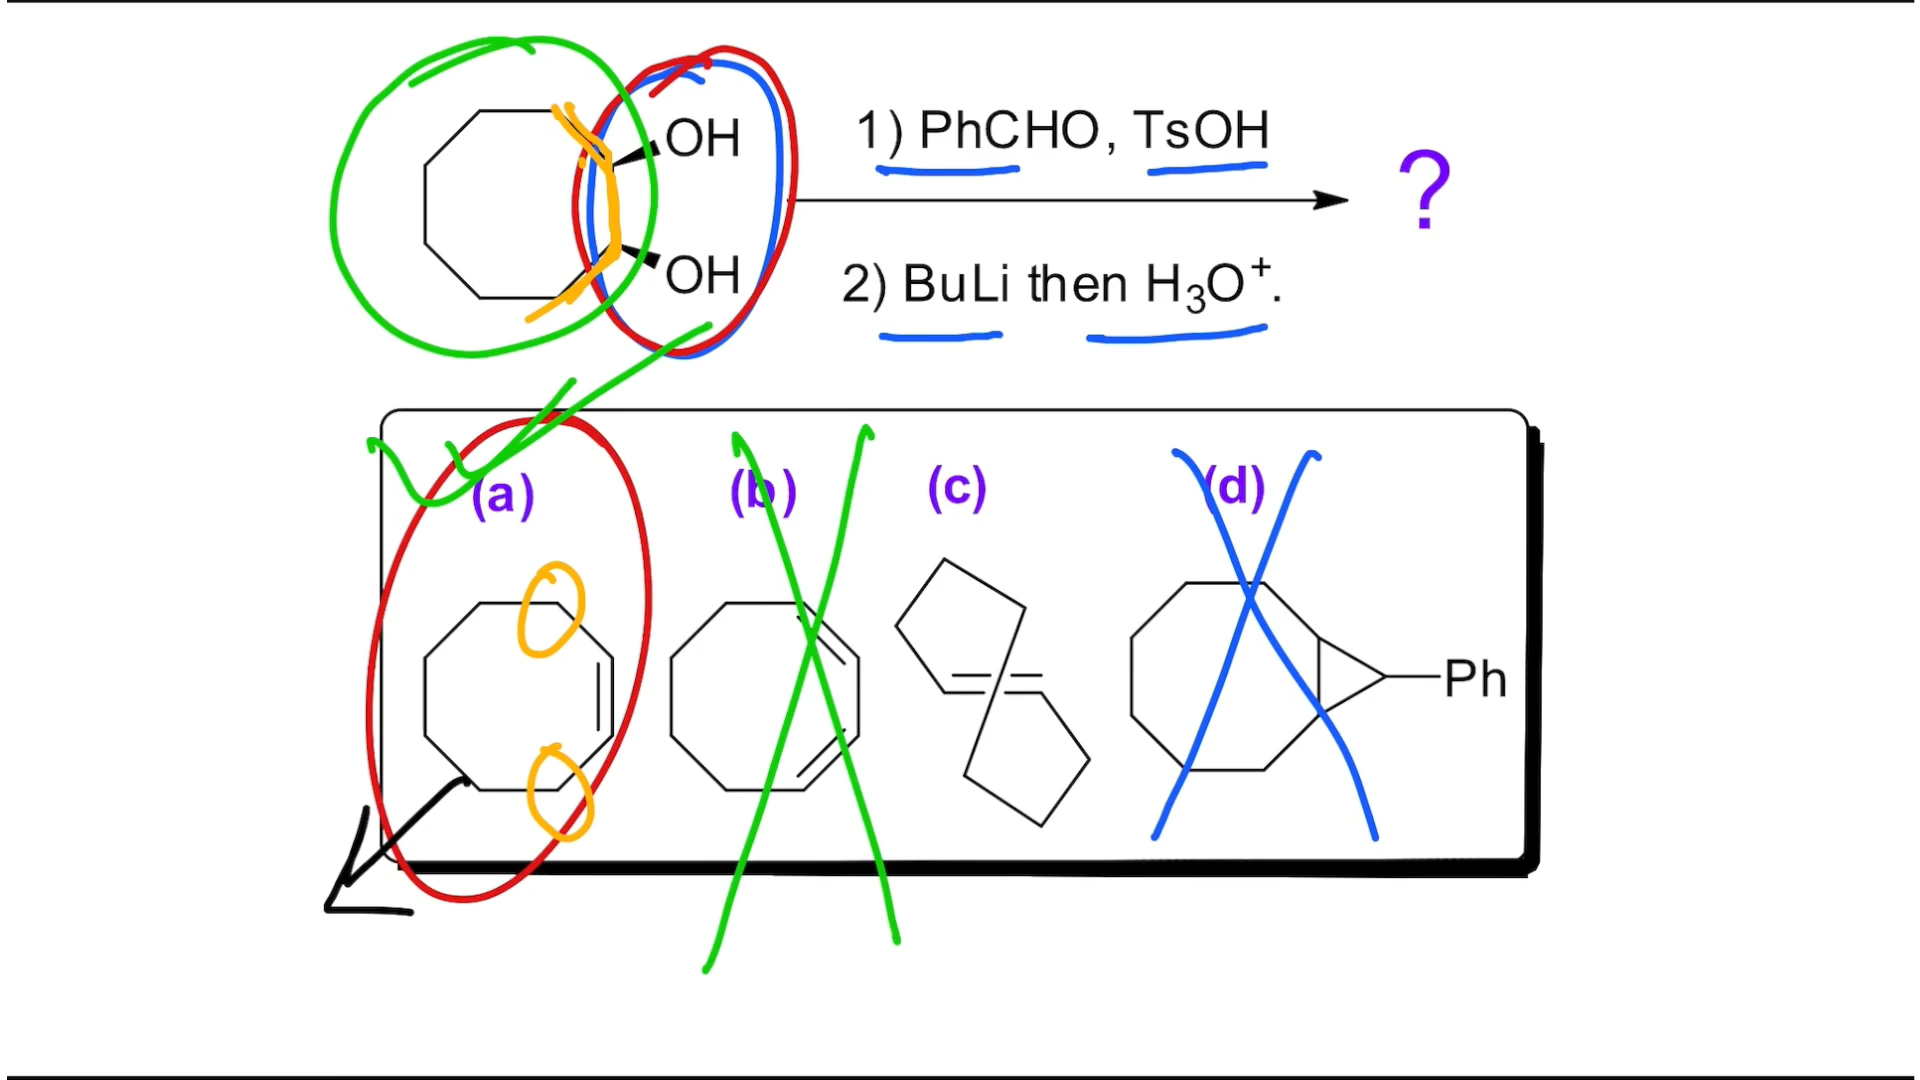 OH
OH
1) PhCHO, TsOH
2) BuLi then H₃O⁺.
?
(a) (b) (c) (d)
Ph